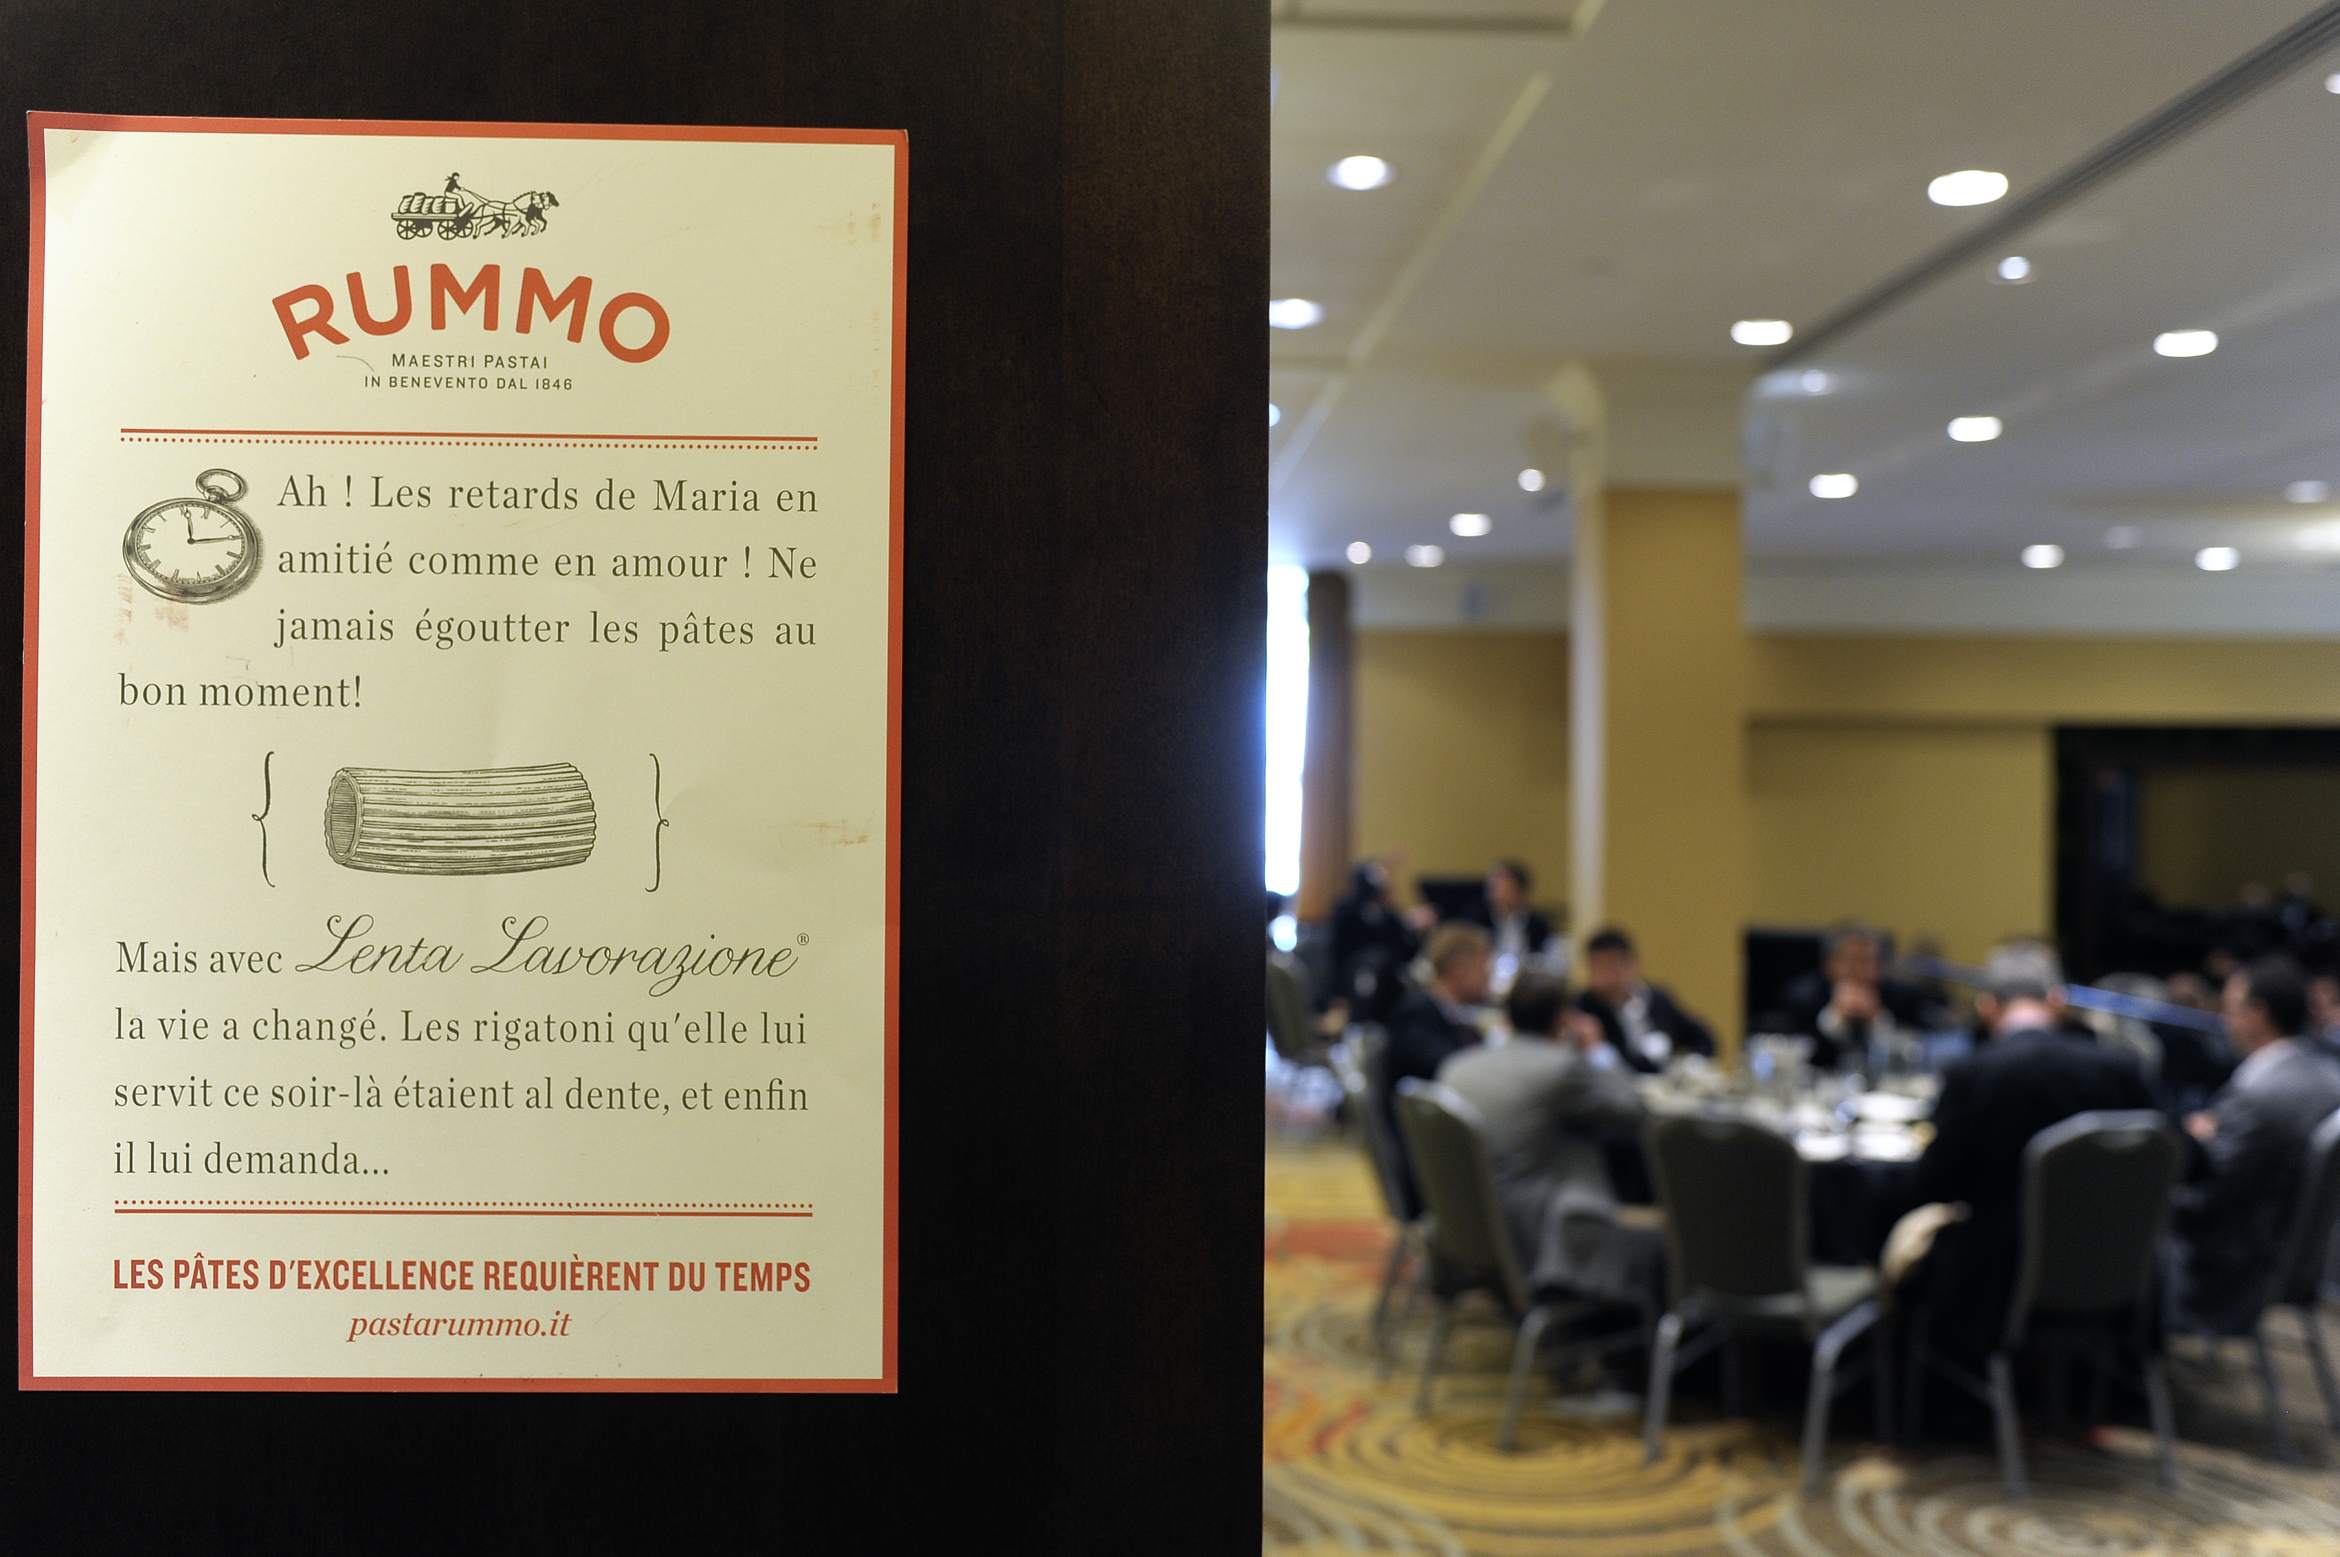 RUMMO
MAESTRI PASTAI
IN BENEVENTO DAL 1846
Ah ! Les retards de Maria en
amitié comme en amour ! Ne
jamais égoutter les pâtes au
bon moment!
Mais avec Lenta Lavorazione®
la vie a changé. Les rigatoni qu'elle lui
servit ce soir-là étaient al dente, et enfin
il lui demanda...
LES PÂTES D'EXCELLENCE REQUIÈRENT DU TEMPS
pastarummo.it